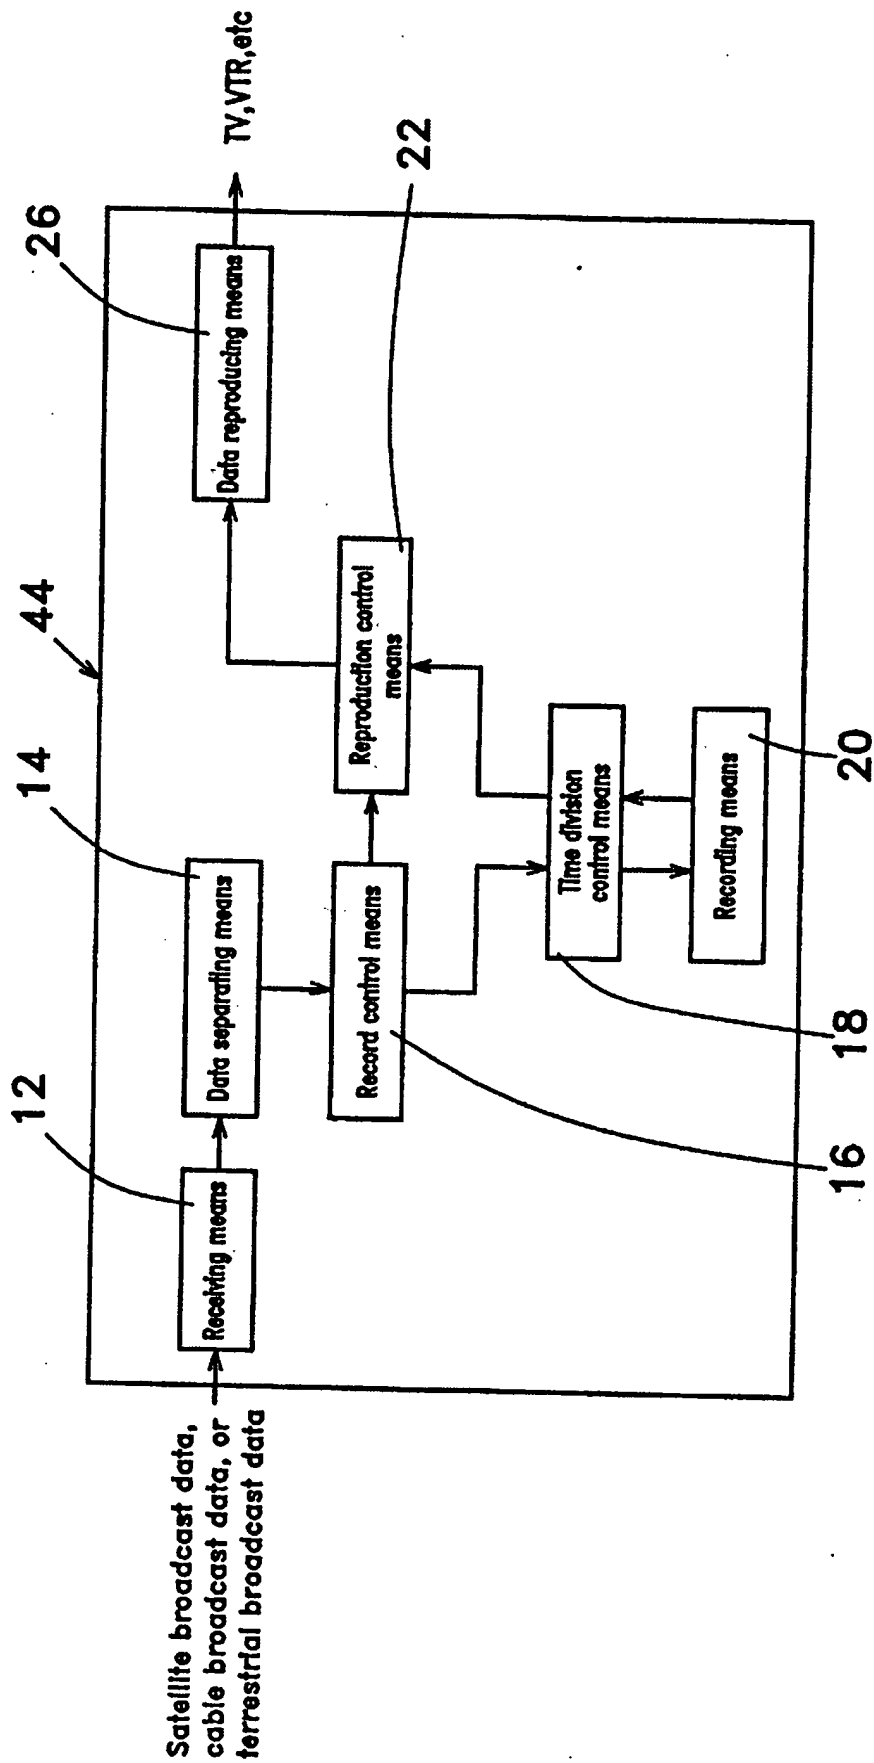 Satellite broadcast data,
cable broadcast data, or
terrestrial broadcast data
12
Receiving means
14
Data separating means
44
26
Data reproducing means
TV,VTR,etc
Record control means
16
Reproduction control
means
22
Time division
control means
18
Recording means
20